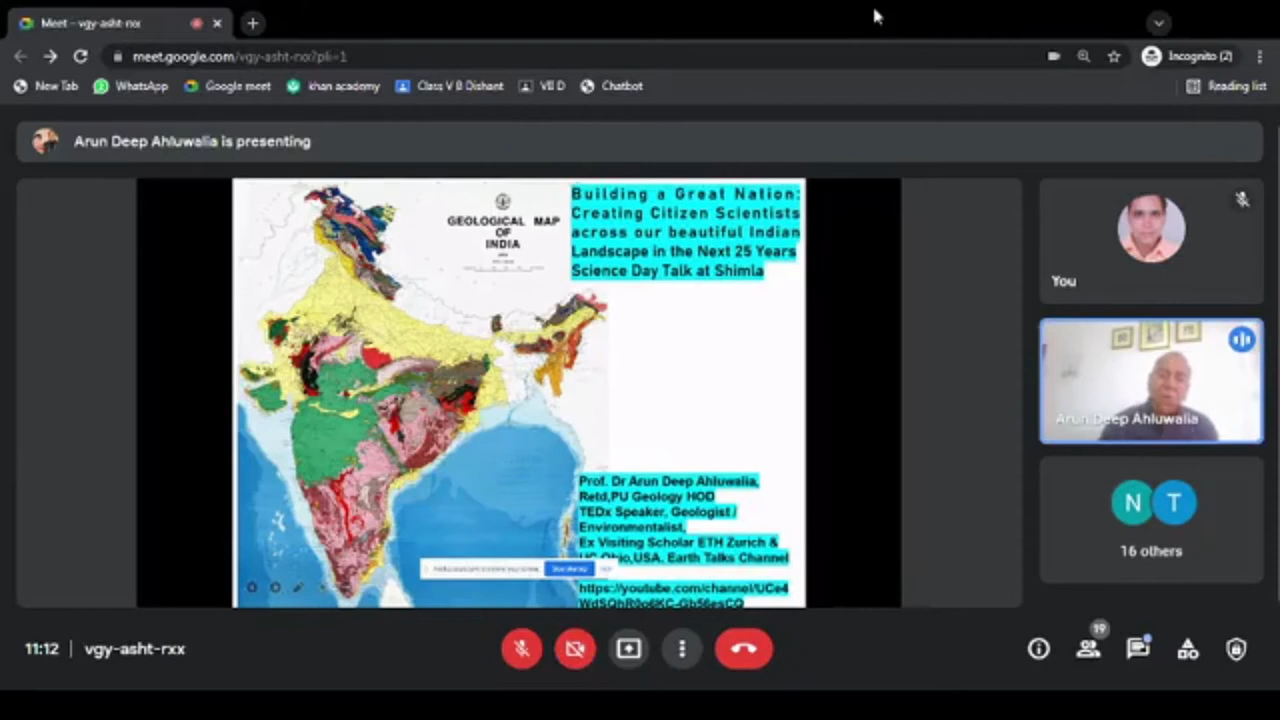 Meet - vgy-asht-rxx
meet.google.com/vgy-asht-rxx?pli=1
Incognito (2)
New Tab
WhatsApp
Google meet
khan academy
Class V B Dishant
VII D
Chatbot
Reading list
Arun Deep Ahluwalia is presenting
GEOLOGICAL MAP
OF
INDIA
Building a Great Nation:
Creating Citizen Scientists
across our beautiful Indian
Landscape in the Next 25 Years
Science Day Talk at Shimla
Prof. Dr Arun Deep Ahluwalia,
Retd,PU Geology HOD
TEDx Speaker, Geologist /
Environmentalist,
Ex Visiting Scholar ETH Zurich &
UC Ohio,USA. Earth Talks Channel
https://youtube.com/channel/UCe4
You
Arun Deep Ahluwalia
N T
16 others
11:12 | vgy-asht-rxx
19